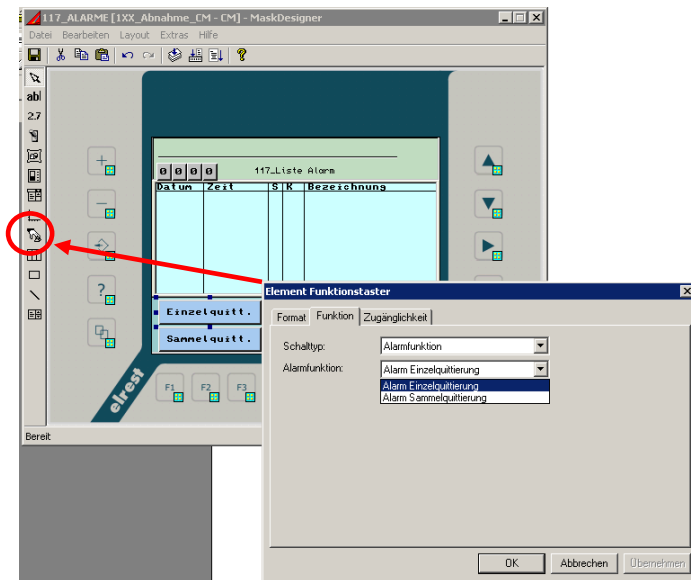 117_ALARME [1XX_Abnahme_CM - CM] - MaskDesigner
Datei Bearbeiten Layout Extras Hilfe
abl
2.7
0 0 0 0 117_Liste Alarm
Datum Zeit S K Bezeichnung
Einzelquitt.
Sammelquitt.
?
elrest
F1 F2 F3
Bereit
Element Funktionstaster
Format Funktion Zugänglichkeit
Schalttyp: Alarmfunktion
Alarmfunktion: Alarm Einzelquittierung
Alarm Einzelquittierung
Alarm Sammelquittierung
OK Abbrechen Übernehmen